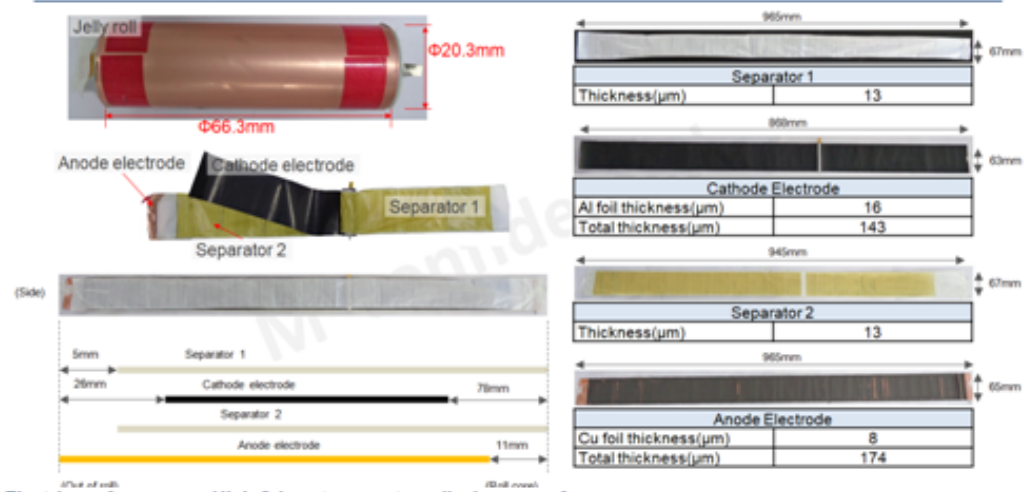 Jelly roll
Φ20.3mm
Φ66.3mm
Anode electrode
Cathode electrode
Separator 1
Separator 2
(Side)
5mm
Separator 1
26mm
Cathode electrode
78mm
Separator 2
Anode electrode
11mm
(Out of roll)
(Roll core)
965mm
67mm
Separator 1
Thickness(μm) 13
868mm
63mm
Cathode Electrode
Al foil thickness(μm) 16
Total thickness(μm) 143
945mm
67mm
Separator 2
Thickness(μm) 13
965mm
65mm
Anode Electrode
Cu foil thickness(μm) 8
Total thickness(μm) 174